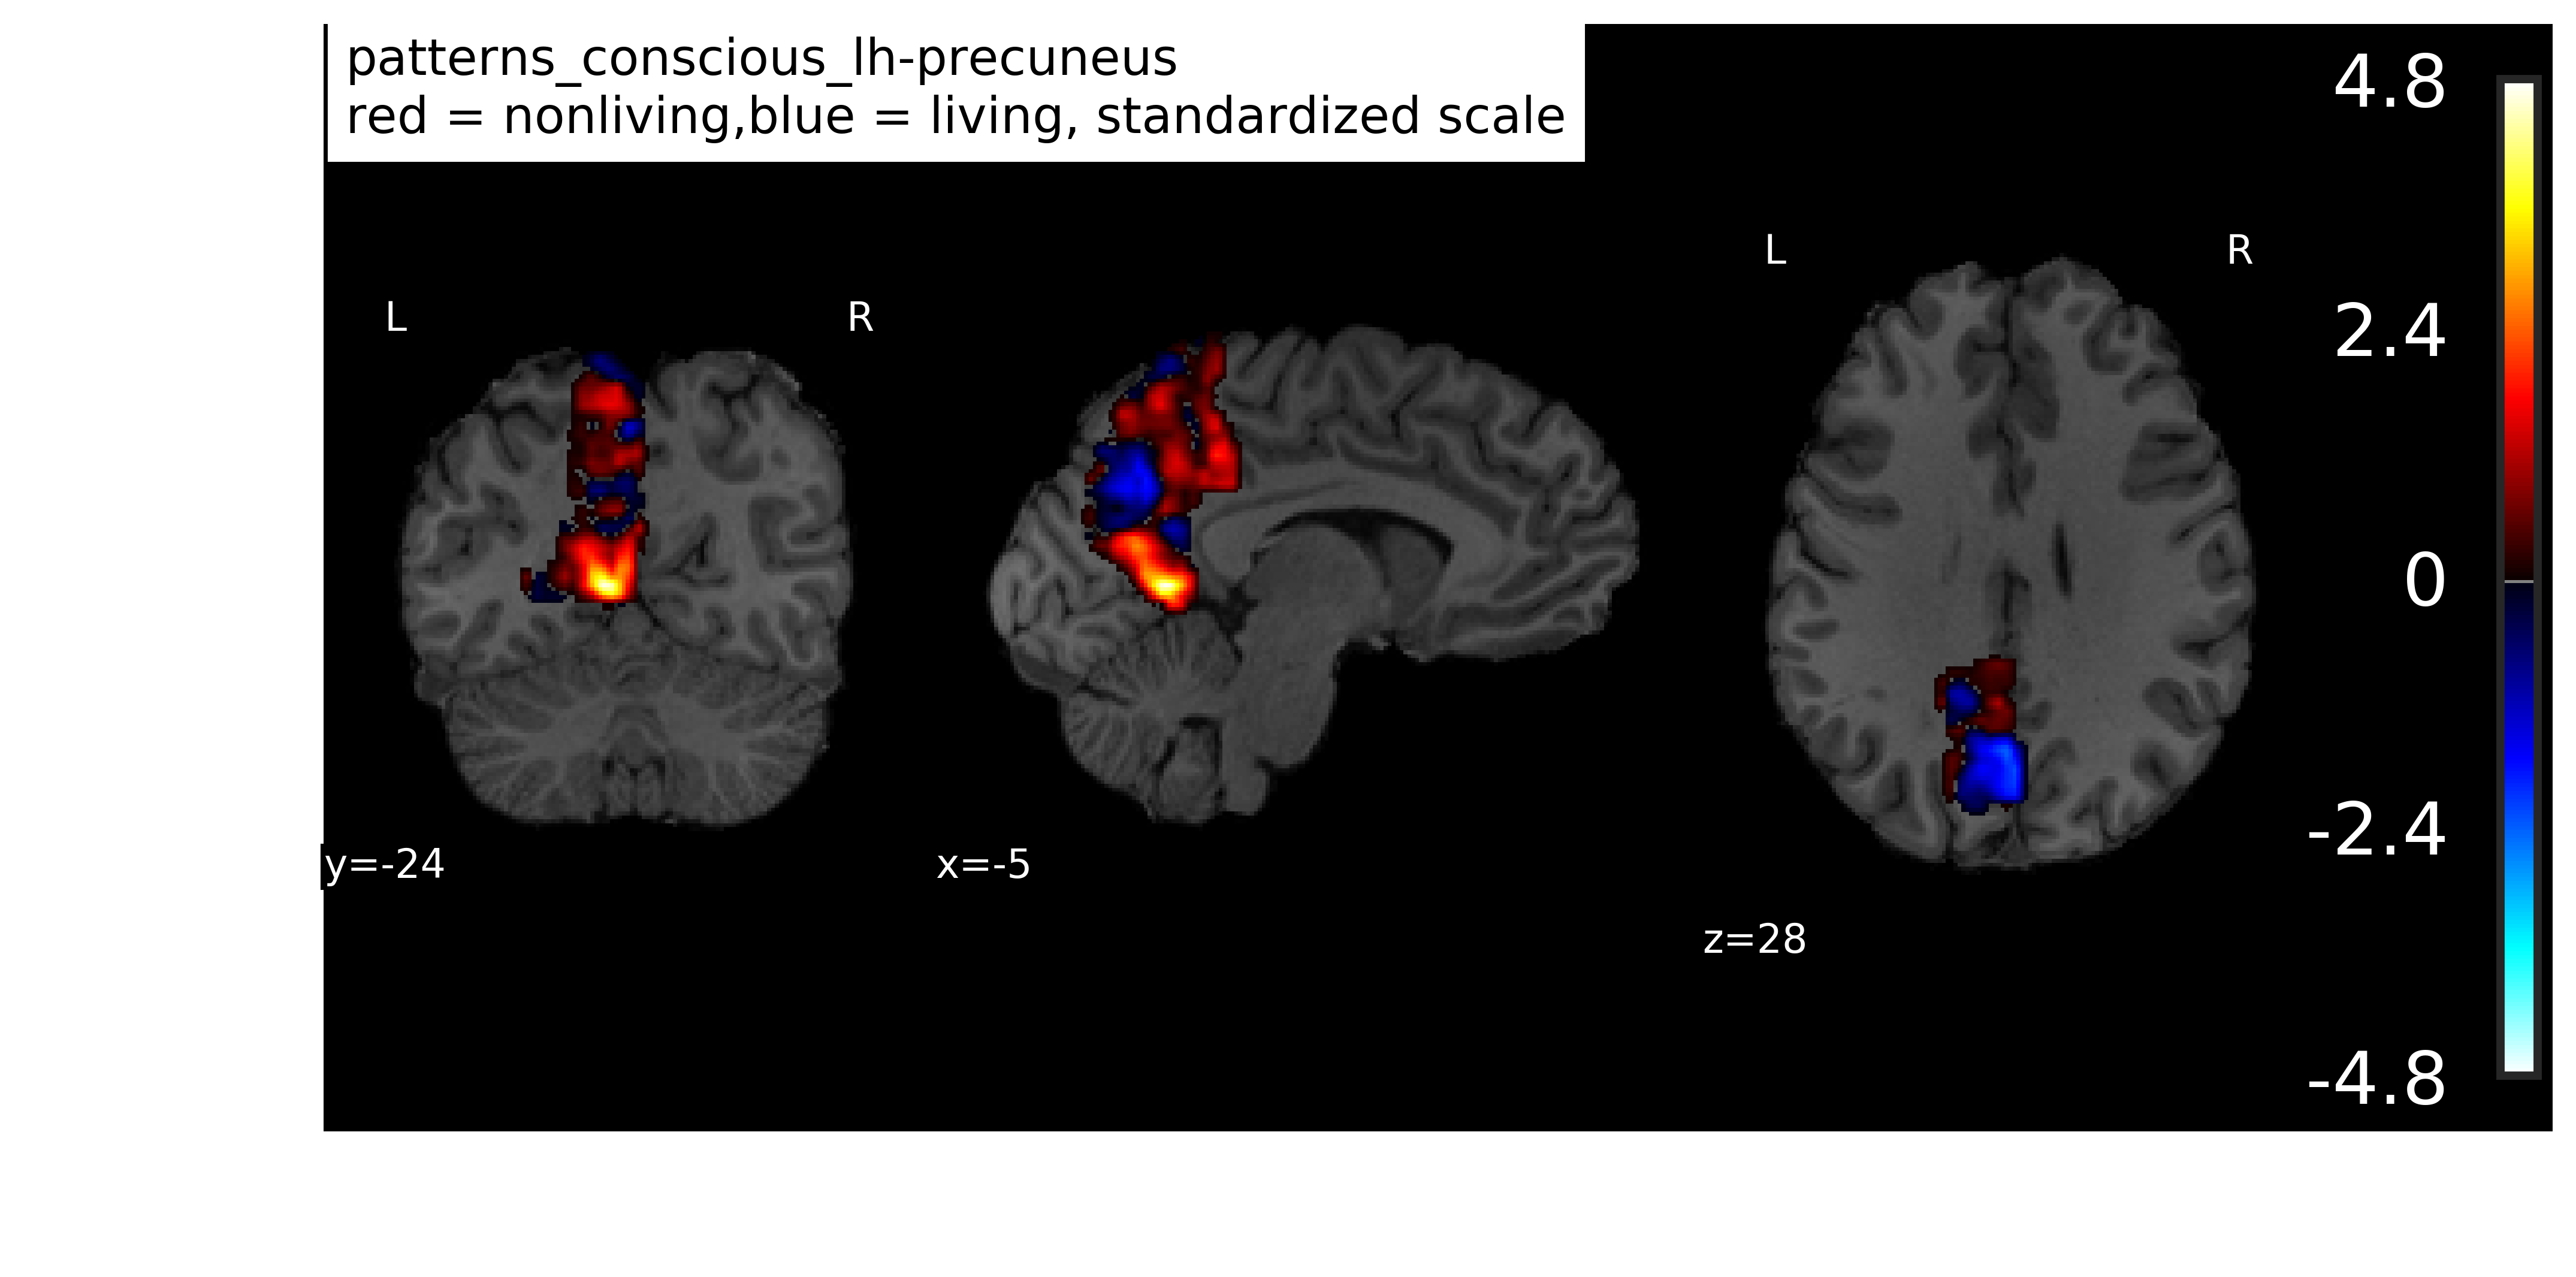 patterns_conscious_lh-precuneus
red = nonliving,blue = living, standardized scale
4.8
2.4
0
-2.4
-4.8
L R
L R
y=-24
x=-5
z=28